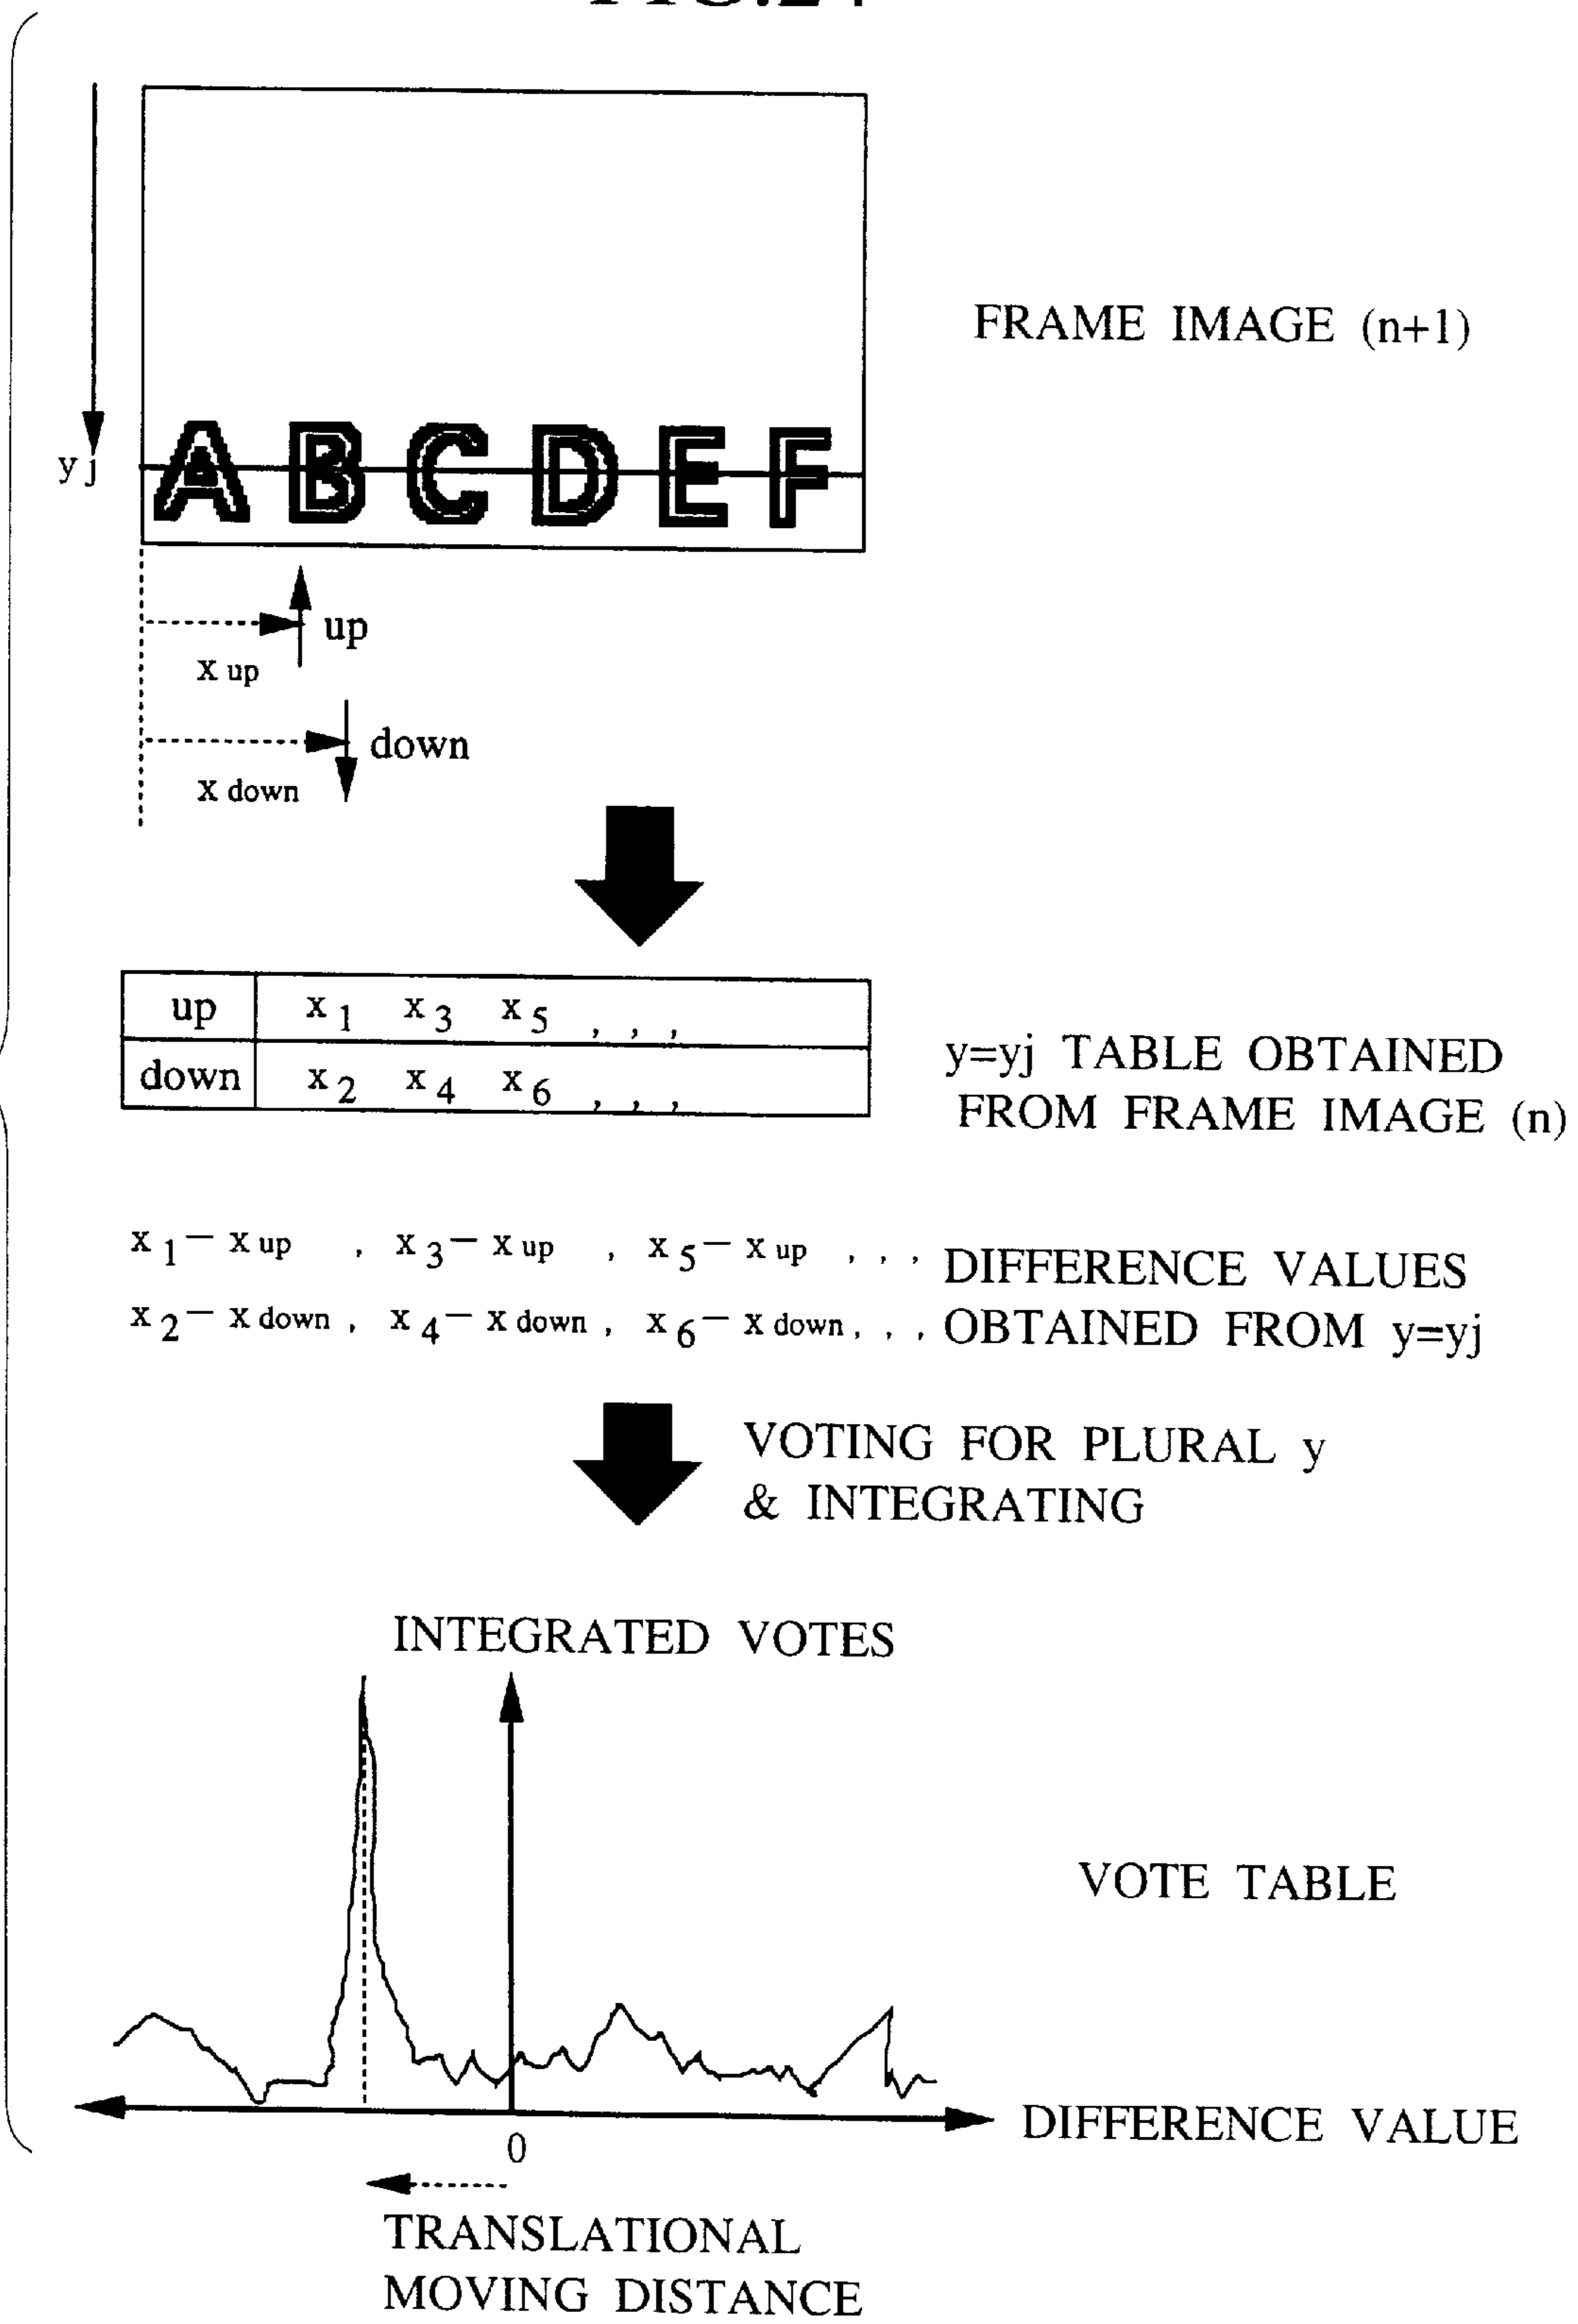 FRAME IMAGE (n+1)
A B C D E F
y j
up
x up
down
x down
up x 1 x 3 x 5 , , ,
down x 2 x 4 x 6 , , ,
y=yj TABLE OBTAINED
FROM FRAME IMAGE (n)
x 1 − x up , x 3 − x up , x 5 − x up , , ,
x 2 − x down , x 4 − x down , x 6 − x down , , ,
DIFFERENCE VALUES
OBTAINED FROM y=yj
VOTING FOR PLURAL y
& INTEGRATING
INTEGRATED VOTES
VOTE TABLE
DIFFERENCE VALUE
0
TRANSLATIONAL
MOVING DISTANCE